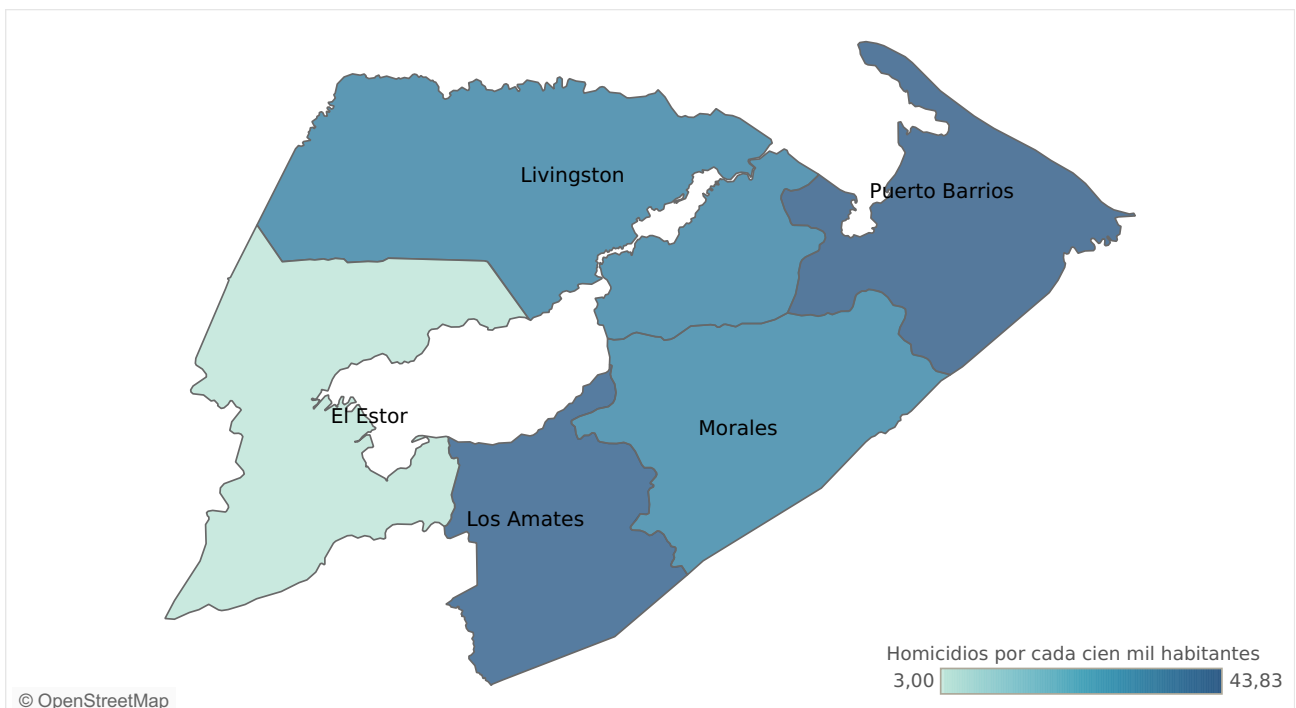 Livingston
Puerto Barrios
El Estor
Morales
Los Amates
Homicidios por cada cien mil habitantes
3,00 43,83
© OpenStreetMap